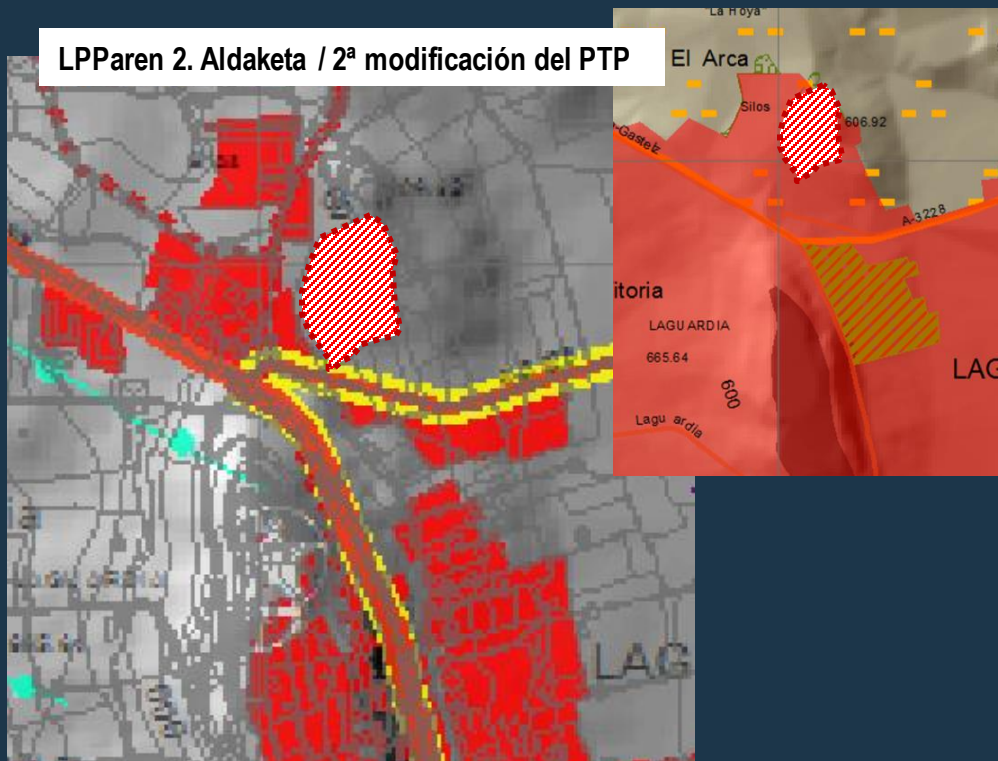 LPParen 2. Aldaketa / 2ª modificación del PTP
"La Hoya"
El Arca
Silos
606.92
-Gasteiz
A-3228
itoria
LAGUARDIA
665.64
600
LAG
Laguardia
LAG